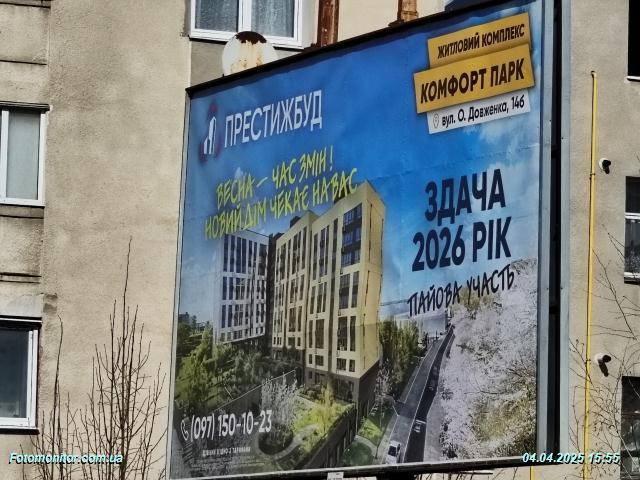 ПРЕСТИЖБУД
ЖИТЛОВИЙ КОМПЛЕКС
КОМФОРТ ПАРК
вул. О. Довженка, 14б
ВЕСНА – ЧАС ЗМІН!
НОВИЙ ДІМ ЧЕКАЄ НА ВАС
ЗДАЧА
2026 РІК
ПАЙОВА УЧАСТЬ
(097) 150-10-23
Fotomonitor.com.ua
04.04.2025 15:55